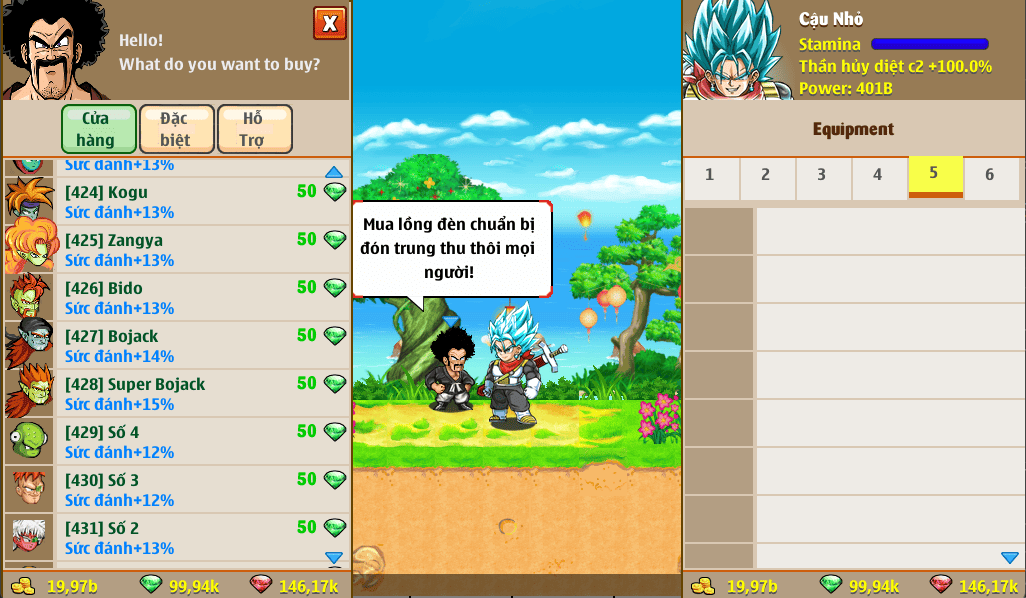 Hello!
What do you want to buy?
X
Cửa hàng
Đặc biệt
Hỗ Trợ
Sức đánh+13%
[424] Kogu
50
Sức đánh+13%
[425] Zangya
50
Sức đánh+13%
[426] Bido
50
Sức đánh+13%
[427] Bojack
50
Sức đánh+14%
[428] Super Bojack
50
Sức đánh+15%
[429] Số 4
50
Sức đánh+12%
[430] Số 3
50
Sức đánh+12%
[431] Số 2
50
Sức đánh+13%
19,97b
99,94k
146,17k
Mua lồng đèn chuẩn bị
đón trung thu thôi mọi
người!
Cậu Nhỏ
Stamina
Thần hủy diệt c2 +100.0%
Power: 401B
Equipment
1
2
3
4
5
6
19,97b
99,94k
146,17k